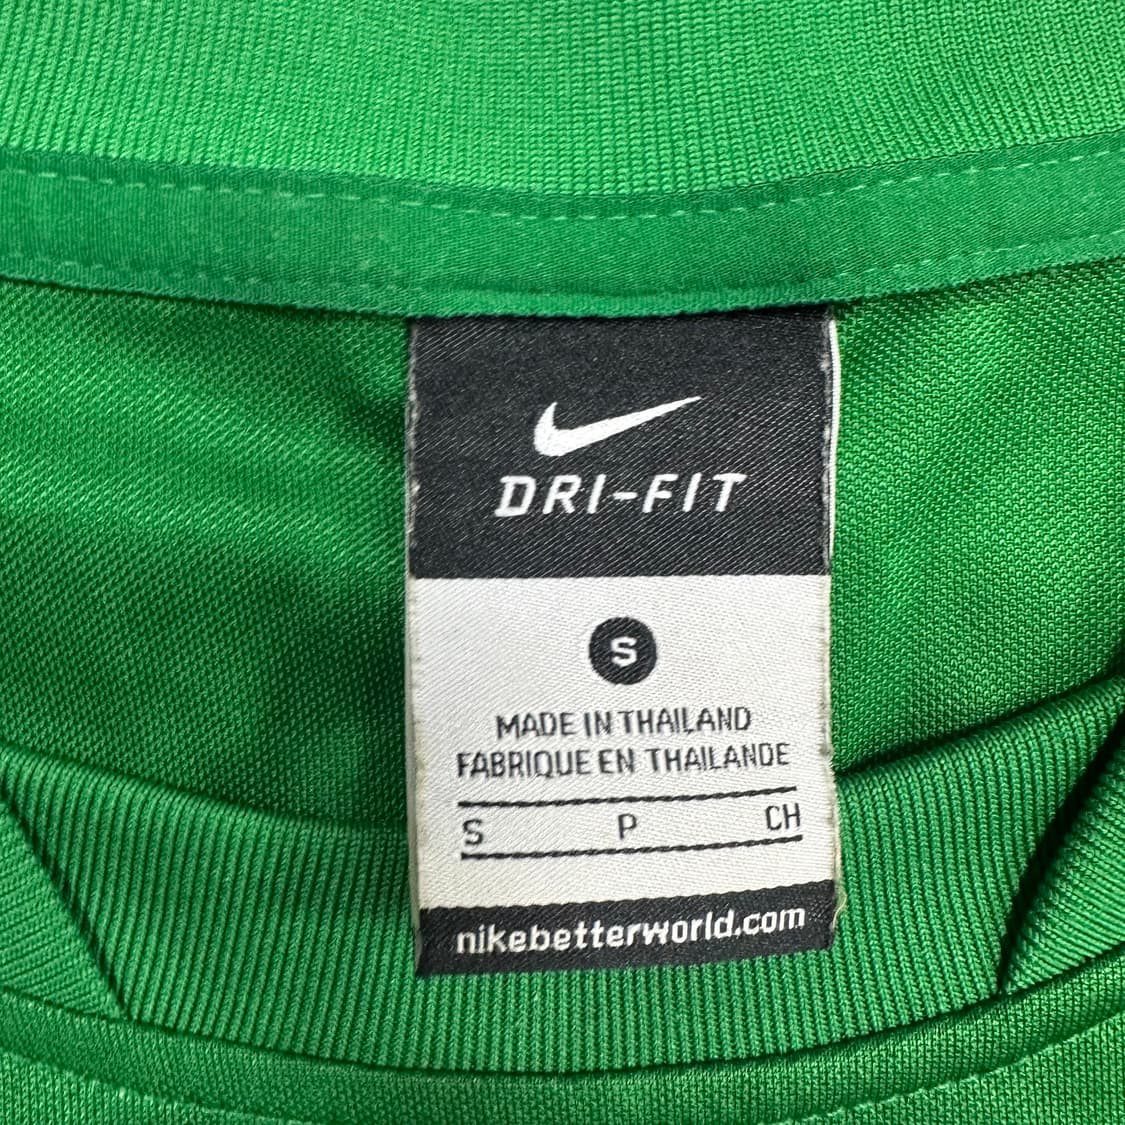 DRI-FIT
S
MADE IN THAILAND
FABRIQUE EN THAILANDE
S P CH
nikebetterworld.com